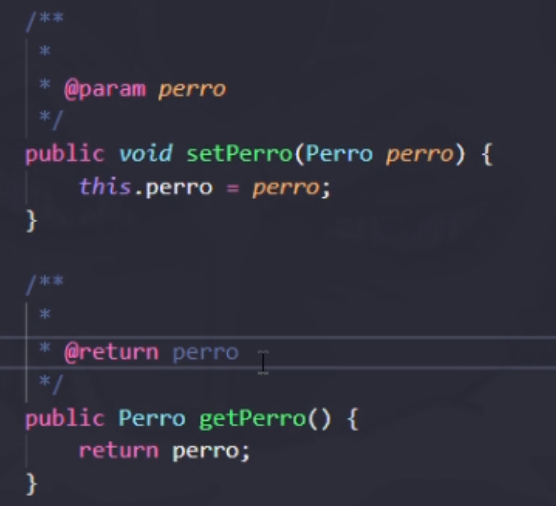 /**
 *
 * @param perro
 */
public void setPerro(Perro perro) {
    this.perro = perro;
}
/**
 *
 * @return perro
 */
public Perro getPerro() {
    return perro;
}